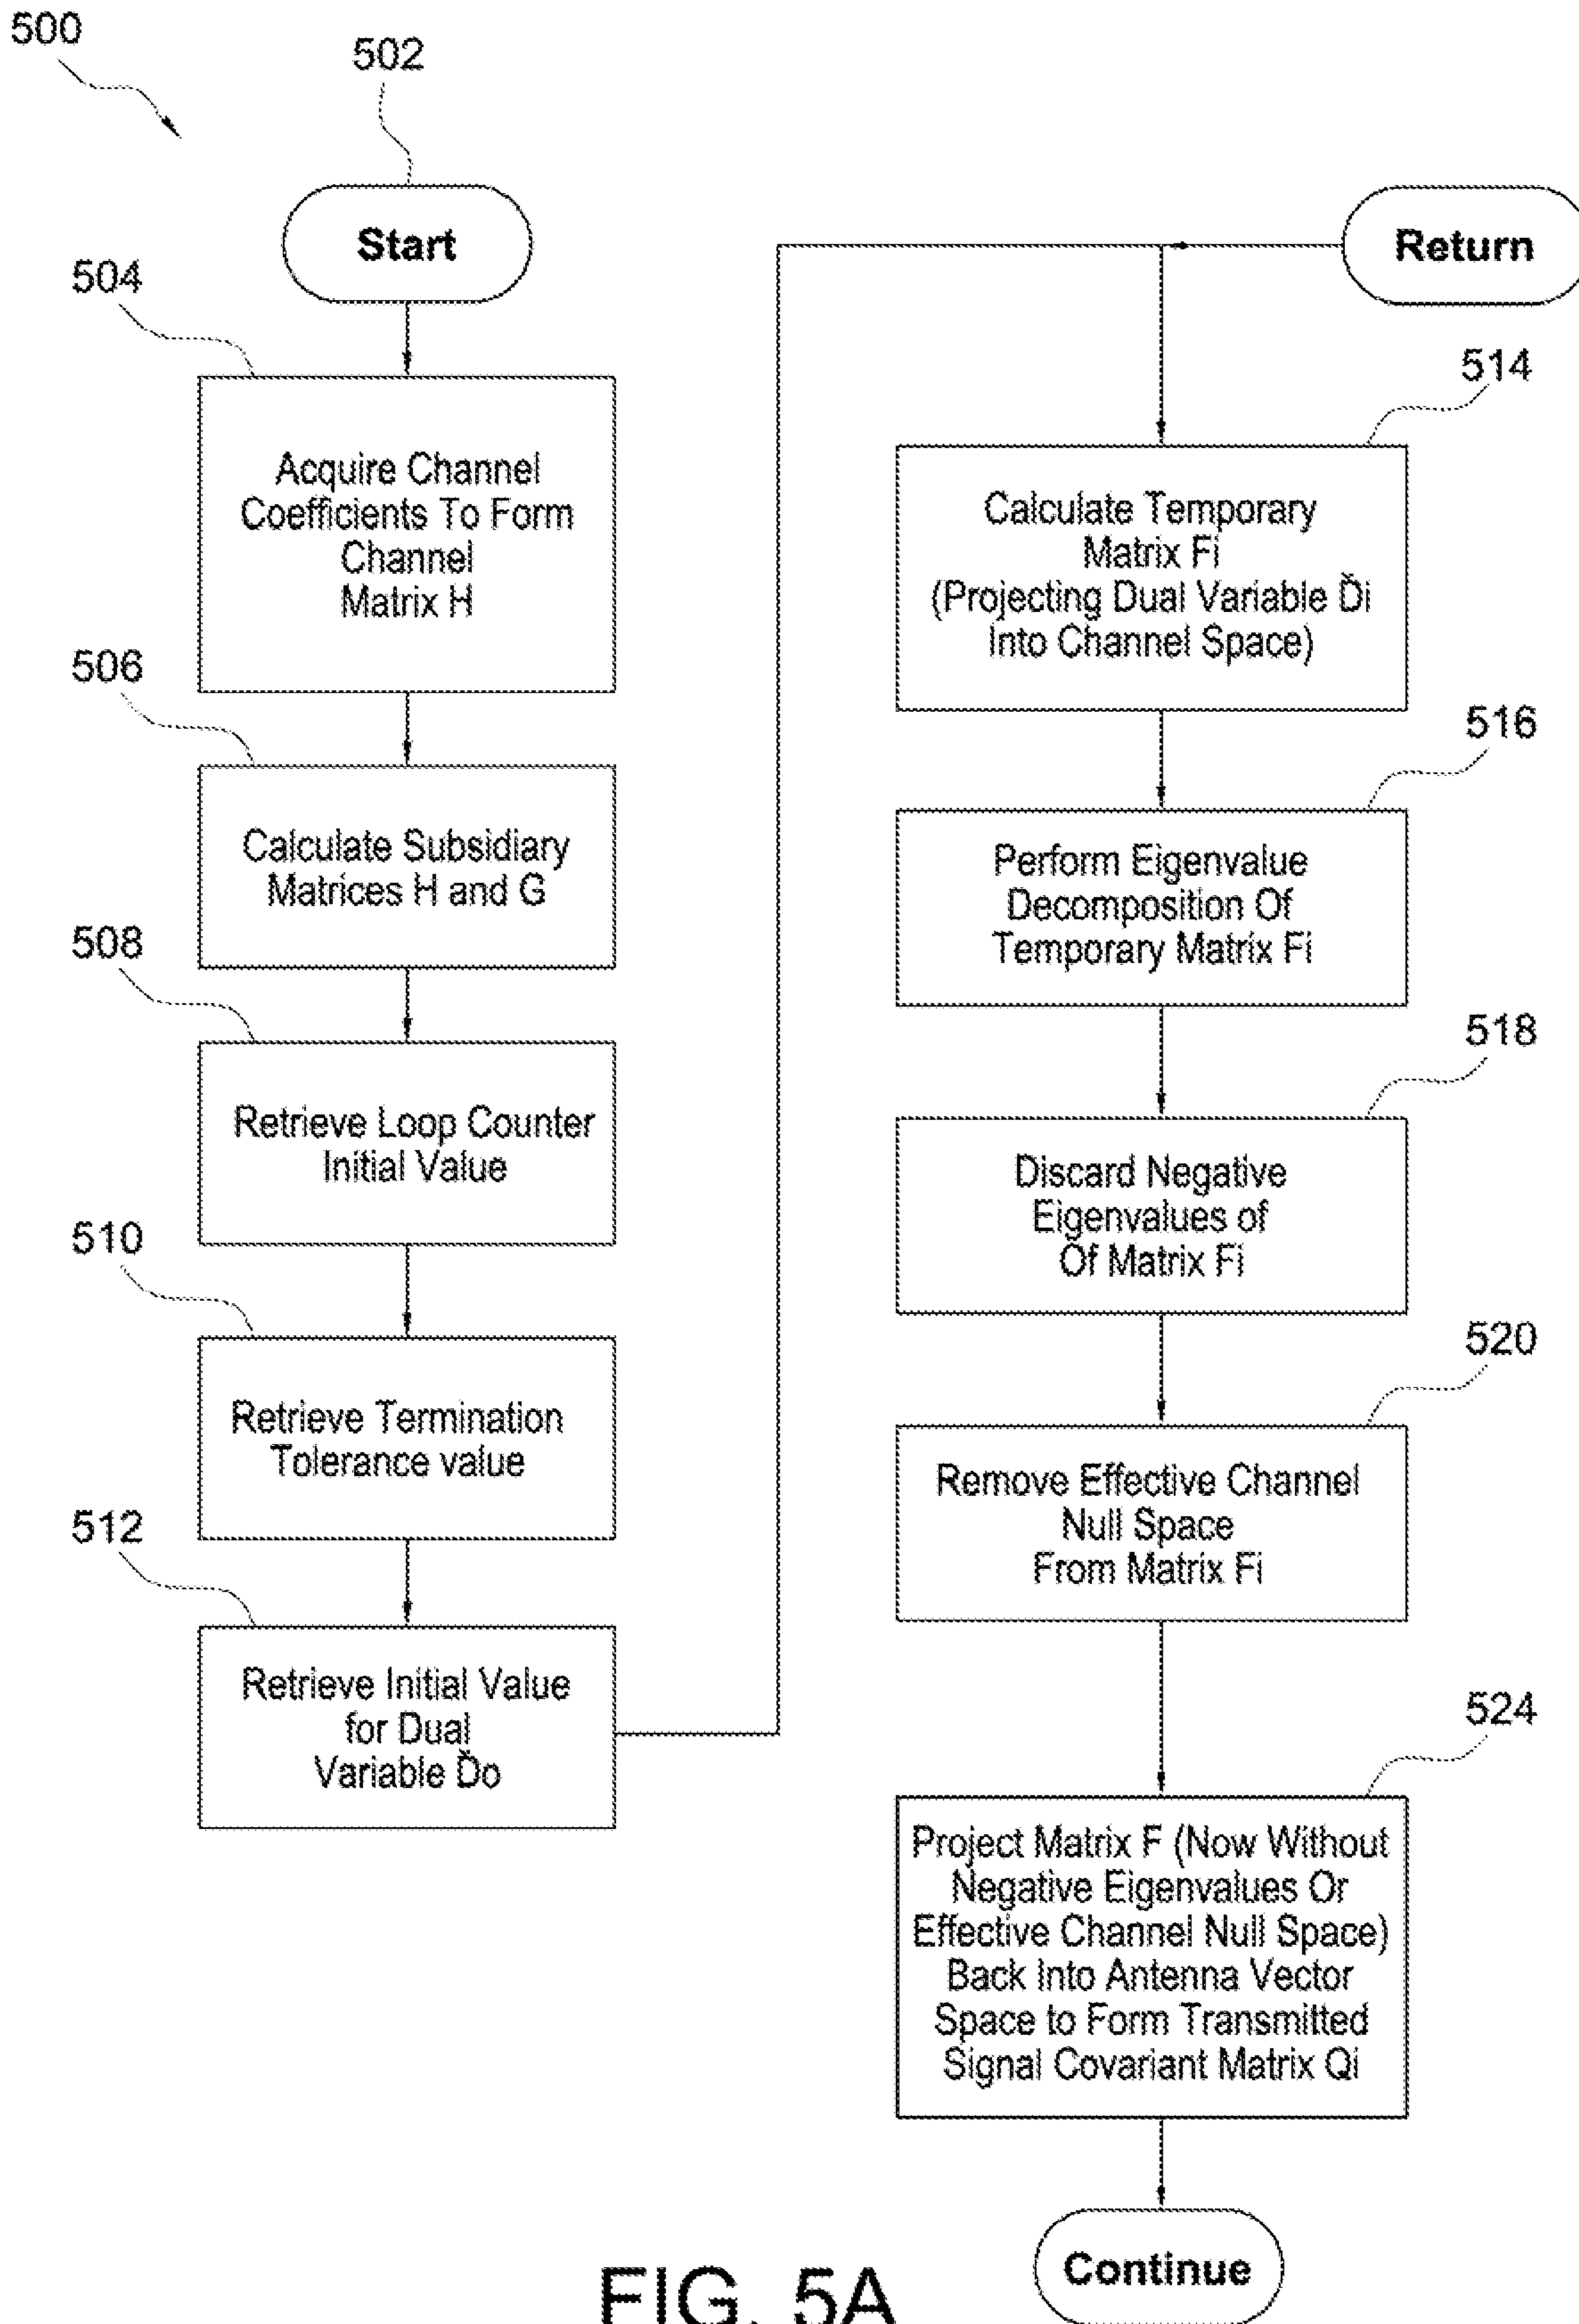 500
502
Start
504
Acquire Channel
Coefficients To Form
Channel
Matrix H
506
Calculate Subsidiary
Matrices H and G
508
Retrieve Loop Counter
Initial Value
510
Retrieve Termination
Tolerance value
512
Retrieve Initial Value
for Dual
Variable Ďo
Return
514
Calculate Temporary
Matrix Fi
(Projecting Dual Variable Ďi
Into Channel Space)
516
Perform Eigenvalue
Decomposition Of
Temporary Matrix Fi
518
Discard Negative
Eigenvalues of
Of Matrix Fi
520
Remove Effective Channel
Null Space
From Matrix Fi
524
Project Matrix F (Now Without
Negative Eigenvalues Or
Effective Channel Null Space)
Back Into Antenna Vector
Space to Form Transmitted
Signal Covariant Matrix Qi
Continue
FIG. 5A